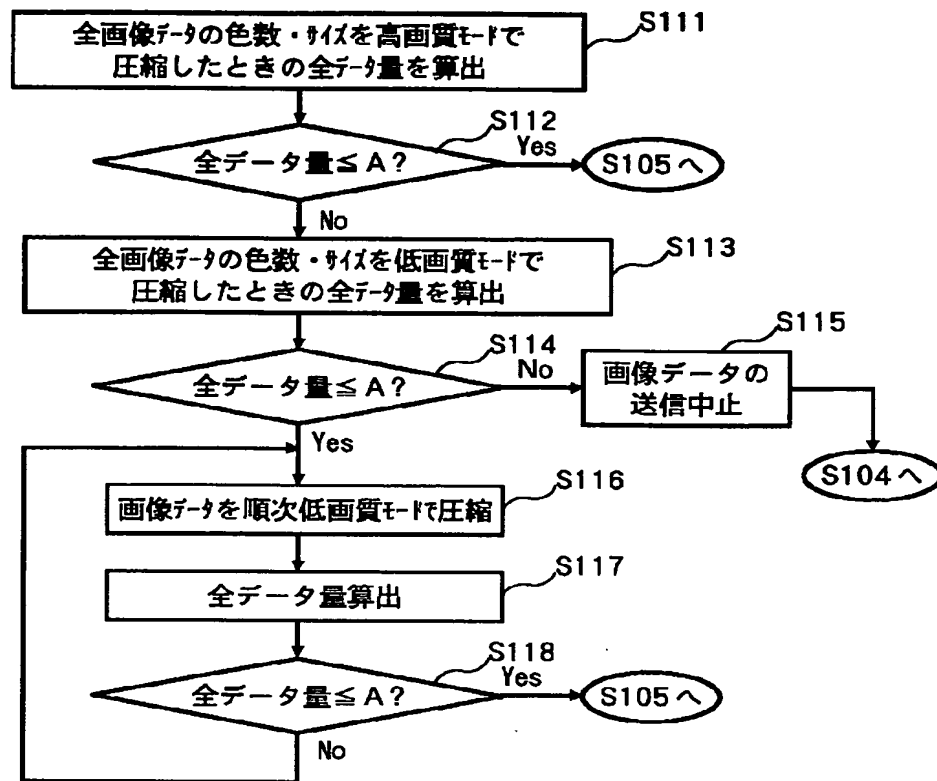 S111
全画像ﾃﾞｰﾀの色数・ｻｲｽﾞを高画質ﾓｰﾄﾞで
圧縮したときの全ﾃﾞｰﾀ量を算出
S112
全データ量≦A?
Yes
S105へ
No
S113
全画像ﾃﾞｰﾀの色数・ｻｲｽﾞを低画質ﾓｰﾄﾞで
圧縮したときの全ﾃﾞｰﾀ量を算出
S114
全データ量≦A?
No
S115
画像データの
送信中止
S104へ
Yes
S116
画像ﾃﾞｰﾀを順次低画質ﾓｰﾄﾞで圧縮
S117
全データ量算出
S118
全データ量≦A?
Yes
S105へ
No